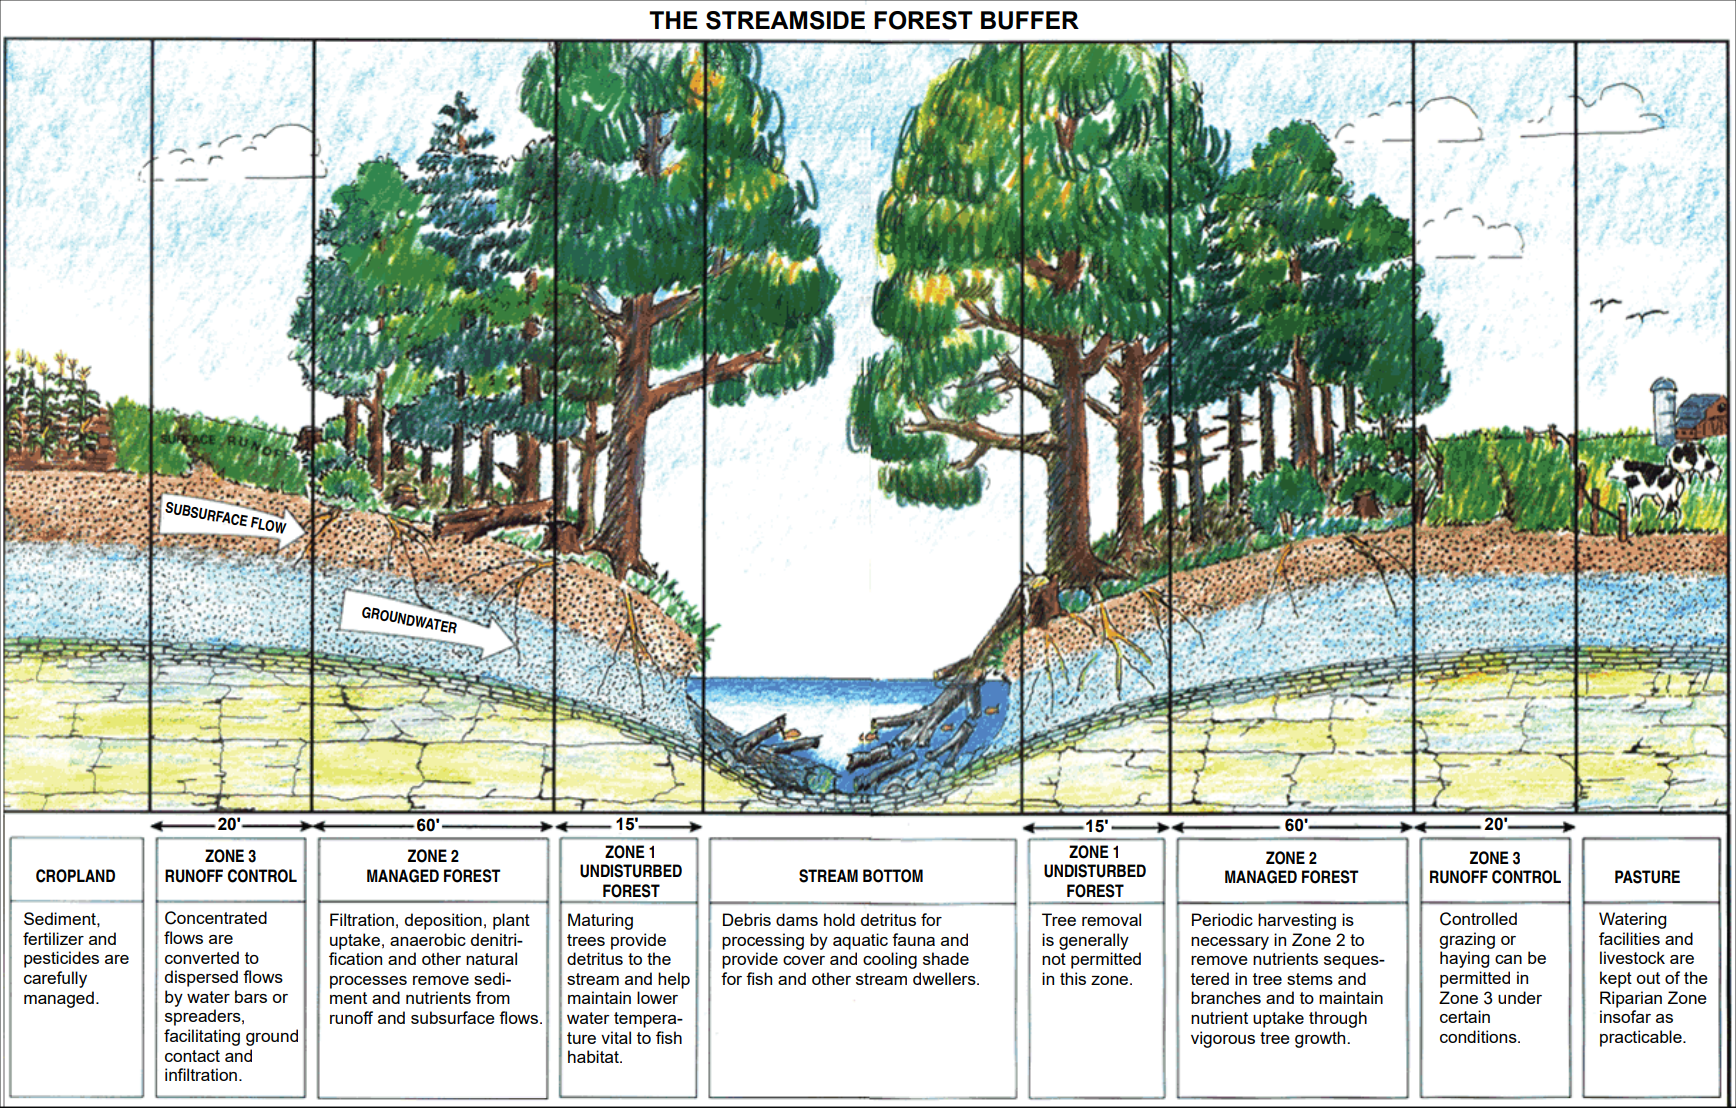 THE STREAMSIDE FOREST BUFFER
SURFACE RUNOFF
SUBSURFACE FLOW
GROUNDWATER
20'
60'
15'
15'
60'
20'
CROPLAND
Sediment,
fertilizer and
pesticides are
carefully
managed.
ZONE 3
RUNOFF CONTROL
Concentrated
flows are
converted to
dispersed flows
by water bars or
spreaders,
facilitating ground
contact and
infiltration.
ZONE 2
MANAGED FOREST
Filtration, deposition, plant
uptake, anaerobic denitri-
fication and other natural
processes remove sedi-
ment and nutrients from
runoff and subsurface flows.
ZONE 1
UNDISTURBED
FOREST
Maturing
trees provide
detritus to the
stream and help
maintain lower
water tempera-
ture vital to fish
habitat.
STREAM BOTTOM
Debris dams hold detritus for
processing by aquatic fauna and
provide cover and cooling shade
for fish and other stream dwellers.
ZONE 1
UNDISTURBED
FOREST
Tree removal
is generally
not permitted
in this zone.
ZONE 2
MANAGED FOREST
Periodic harvesting is
necessary in Zone 2 to
remove nutrients seques-
tered in tree stems and
branches and to maintain
nutrient uptake through
vigorous tree growth.
ZONE 3
RUNOFF CONTROL
Controlled
grazing or
haying can be
permitted in
Zone 3 under
certain
conditions.
PASTURE
Watering
facilities and
livestock are
kept out of the
Riparian Zone
insofar as
practicable.